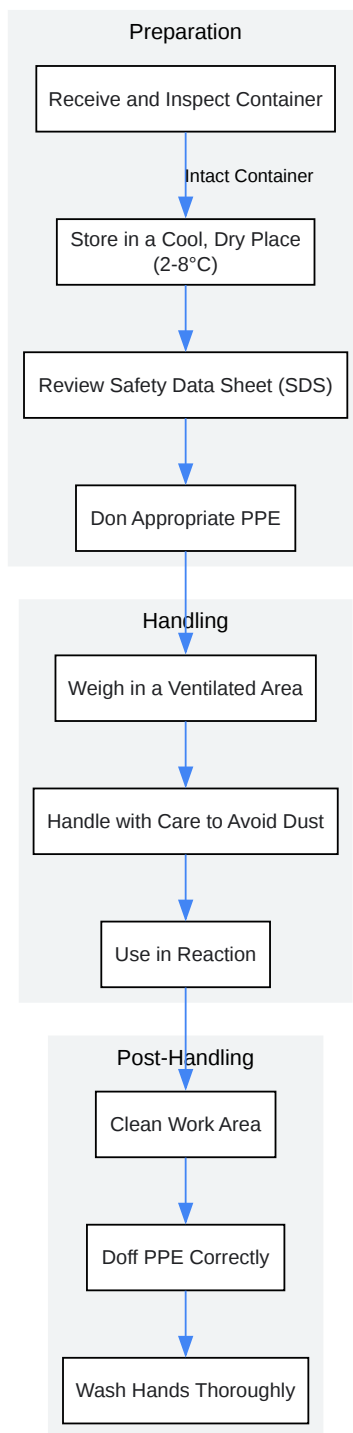 Preparation
Receive and Inspect Container
Intact Container
Store in a Cool, Dry Place
(2-8°C)
Review Safety Data Sheet (SDS)
Don Appropriate PPE
Handling
Weigh in a Ventilated Area
Handle with Care to Avoid Dust
Use in Reaction
Post-Handling
Clean Work Area
Doff PPE Correctly
Wash Hands Thoroughly